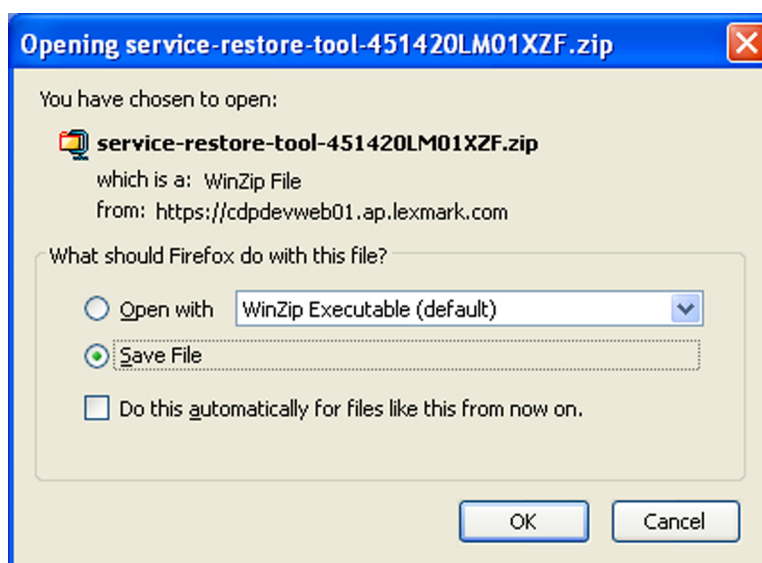 Opening service-restore-tool-451420LM01XZF.zip
You have chosen to open:
service-restore-tool-451420LM01XZF.zip
which is a: WinZip File
from: https://cdpdevweb01.ap.lexmark.com
What should Firefox do with this file?
Open with WinZip Executable (default)
Save File
Do this automatically for files like this from now on.
OK Cancel